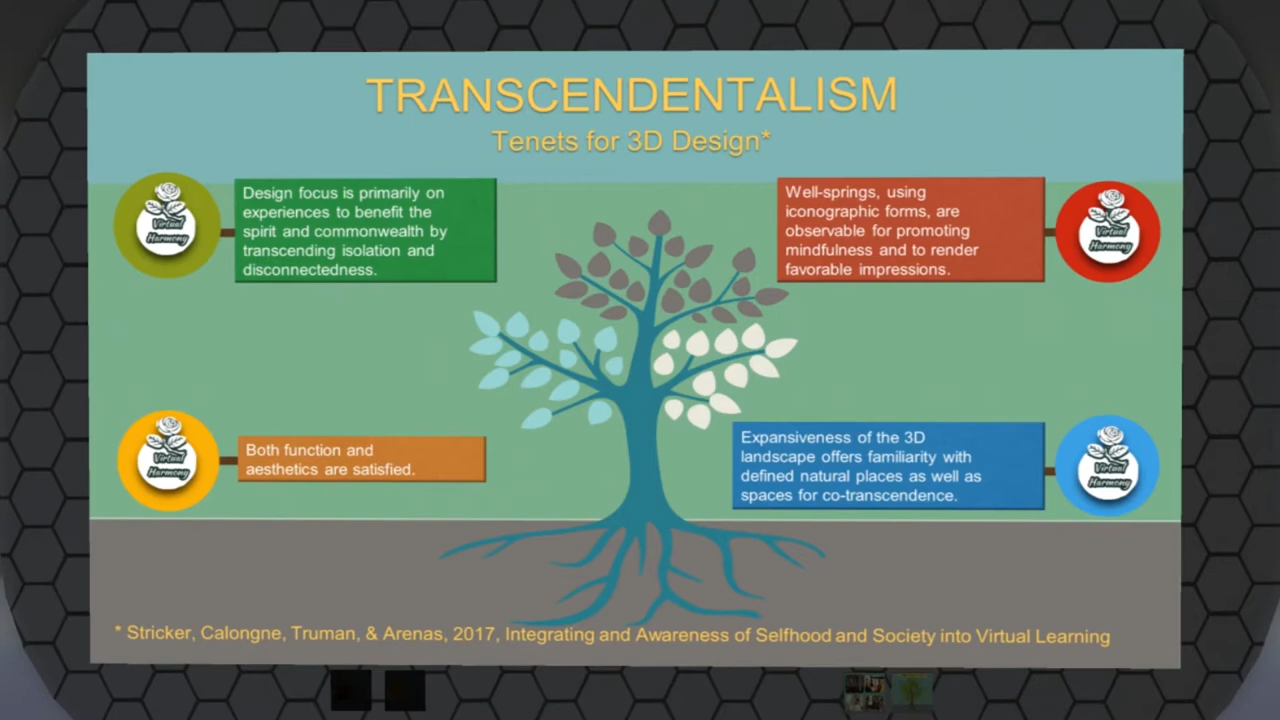 TRANSCENDENTALISM
Tenets for 3D Design*
Virtual
Harmony
Design focus is primarily on
experiences to benefit the
spirit and commonwealth by
transcending isolation and
disconnectedness.
Well-springs, using
iconographic forms, are
observable for promoting
mindfulness and to render
favorable impressions.
Virtual
Harmony
Virtual
Harmony
Both function and
aesthetics are satisfied.
Expansiveness of the 3D
landscape offers familiarity with
defined natural places as well as
spaces for co-transcendence.
Virtual
Harmony
* Stricker, Calongne, Truman, & Arenas, 2017, Integrating and Awareness of Selfhood and Society into Virtual Learning